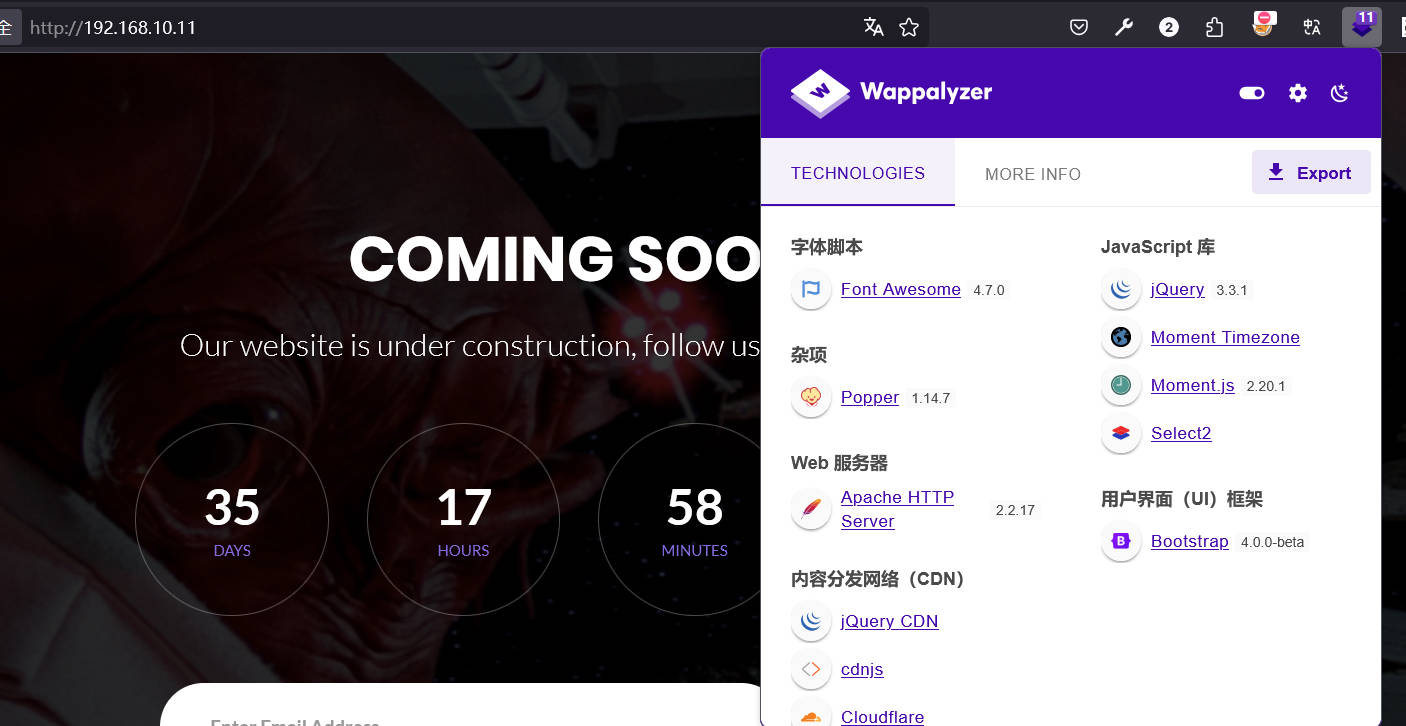 全 http://192.168.10.11
2
11
Wappalyzer
TECHNOLOGIES
MORE INFO
Export
COMING SOO
Our website is under construction, follow us
35
DAYS
17
HOURS
58
MINUTES
Enter Email Address
字体脚本
Font Awesome 4.7.0
杂项
Popper 1.14.7
Web 服务器
Apache HTTP
Server 2.2.17
内容分发网络（CDN）
jQuery CDN
cdnjs
Cloudflare
JavaScript 库
jQuery 3.3.1
Moment Timezone
Moment.js 2.20.1
Select2
用户界面（UI）框架
Bootstrap 4.0.0-beta